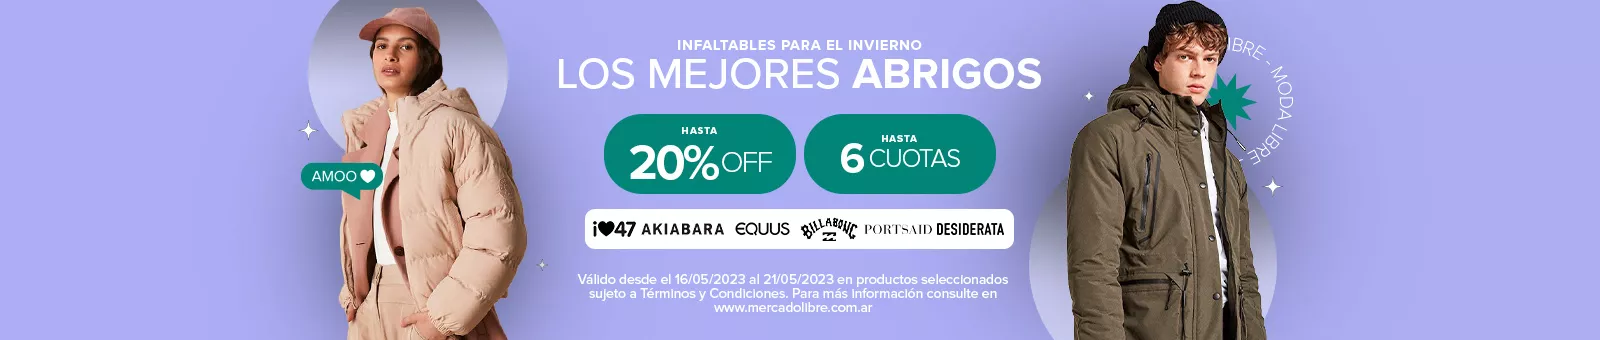 INFALTABLES PARA EL INVIERNO
LOS MEJORES ABRIGOS
HASTA
20% OFF
HASTA
6 CUOTAS
AMOO
i♥47 AKIABARA EQUUS BILLABONG PORTSAID DESIDERATA
Válido desde el 16/05/2023 al 21/05/2023 en productos seleccionados
sujeto a Términos y Condiciones. Para más información consulte en
www.mercadolibre.com.ar
IBRE - MODA LIBRE -